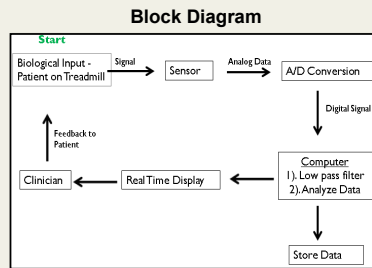 Block Diagram
Start
Biological Input -
Patient on Treadmill
Signal
Sensor
Analog Data
A/D Conversion
Digital Signal
Computer
1). Low pass filter
2). Analyze Data
Store Data
Real Time Display
Clinician
Feedback to
Patient